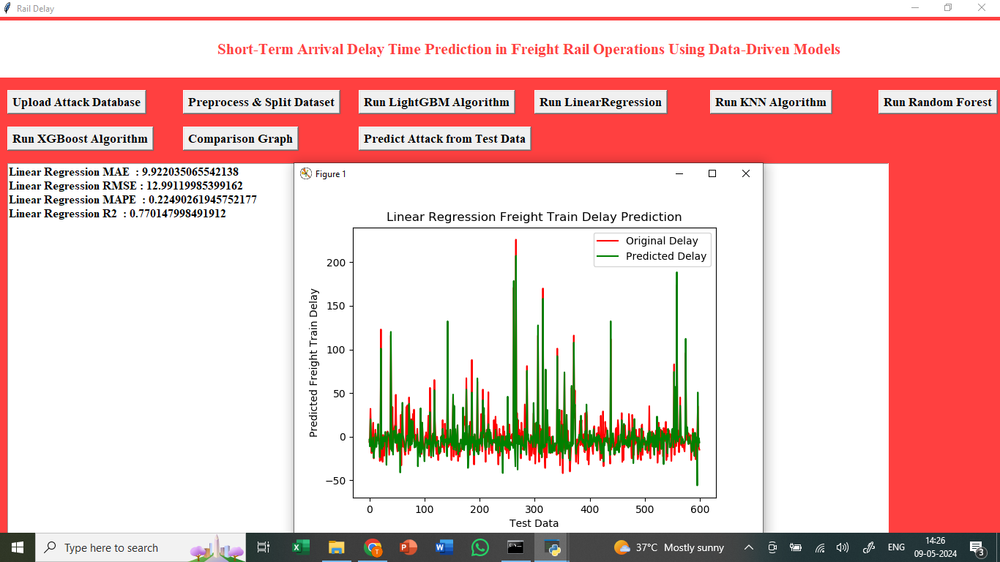 Rail Delay
Short-Term Arrival Delay Time Prediction in Freight Rail Operations Using Data-Driven Models
Upload Attack Database Preprocess & Split Dataset Run LightGBM Algorithm Run LinearRegression Run KNN Algorithm Run Random Forest
Run XGBoost Algorithm Comparison Graph Predict Attack from Test Data
Linear Regression MAE : 9.922035065542138
Linear Regression RMSE : 12.99119985399162
Linear Regression MAPE : 0.22490261945752177
Linear Regression R2 : 0.770147998491912
Figure 1
Linear Regression Freight Train Delay Prediction
Original Delay
Predicted Delay
Predicted Freight Train Delay
200
150
100
50
0
−50
0 100 200 300 400 500 600
Test Data
Type here to search
37°C Mostly sunny
ENG
14:26
09-05-2024
3